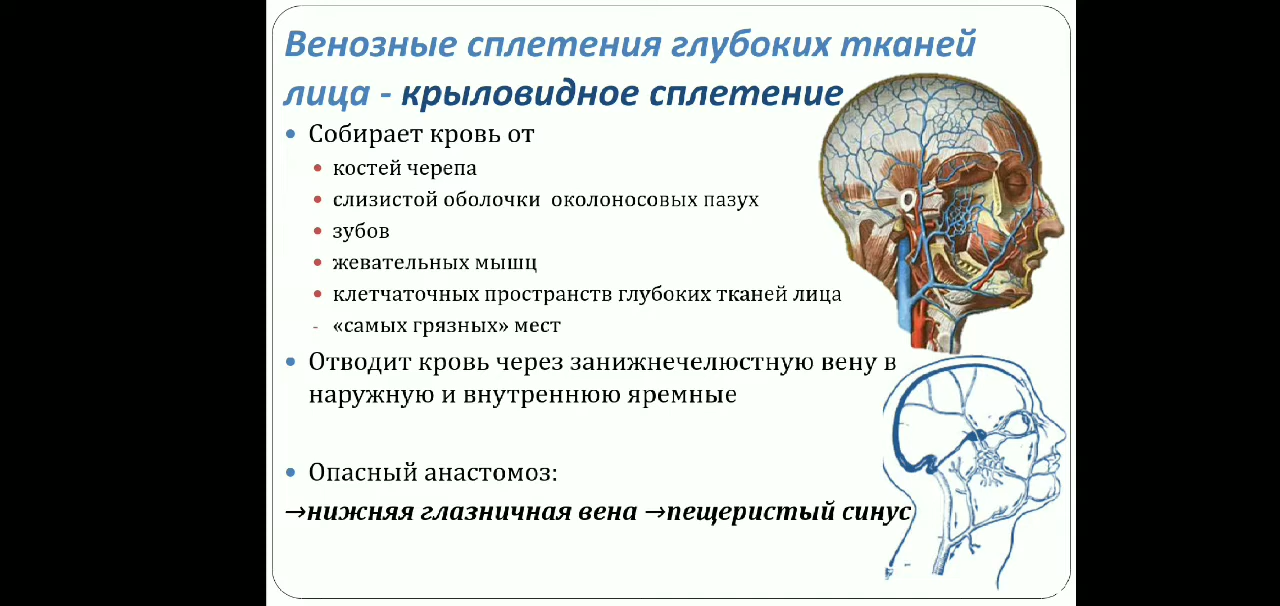 Венозные сплетения глубоких тканей
лица - крыловидное сплетение
• Собирает кровь от
• костей черепа
• слизистой оболочки околоносовых пазух
• зубов
• жевательных мышц
• клетчаточных пространств глубоких тканей лица
- «самых грязных» мест
• Отводит кровь через занижнечелюстную вену в
наружную и внутреннюю яремные
• Опасный анастомоз:
→нижняя глазничная вена →пещеристый синус